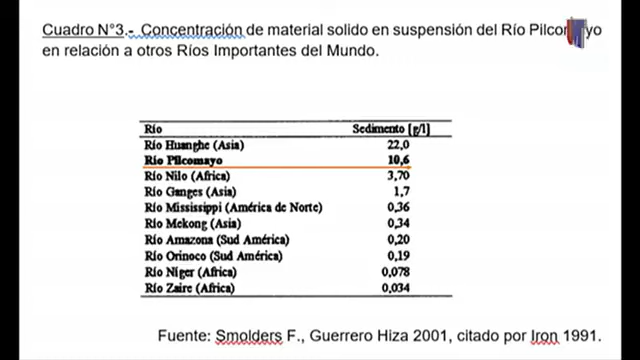 Cuadro N°3.- Concentración de material solido en suspensión del Río Pilcomayo
en relación a otros Ríos Importantes del Mundo.
Río Sedimento [g/l]
Río Huanghe (Asia) 22,0
Río Pilcomayo 10,6
Río Nilo (Africa) 3,70
Río Ganges (Asia) 1,7
Río Mississippi (América de Norte) 0,36
Río Mekong (Asia) 0,34
Río Amazona (Sud América) 0,20
Río Orinoco (Sud América) 0,19
Río Níger (Africa) 0,078
Río Zaire (Africa) 0,034
Fuente: Smolders F., Guerrero Hiza 2001, citado por Iron 1991.